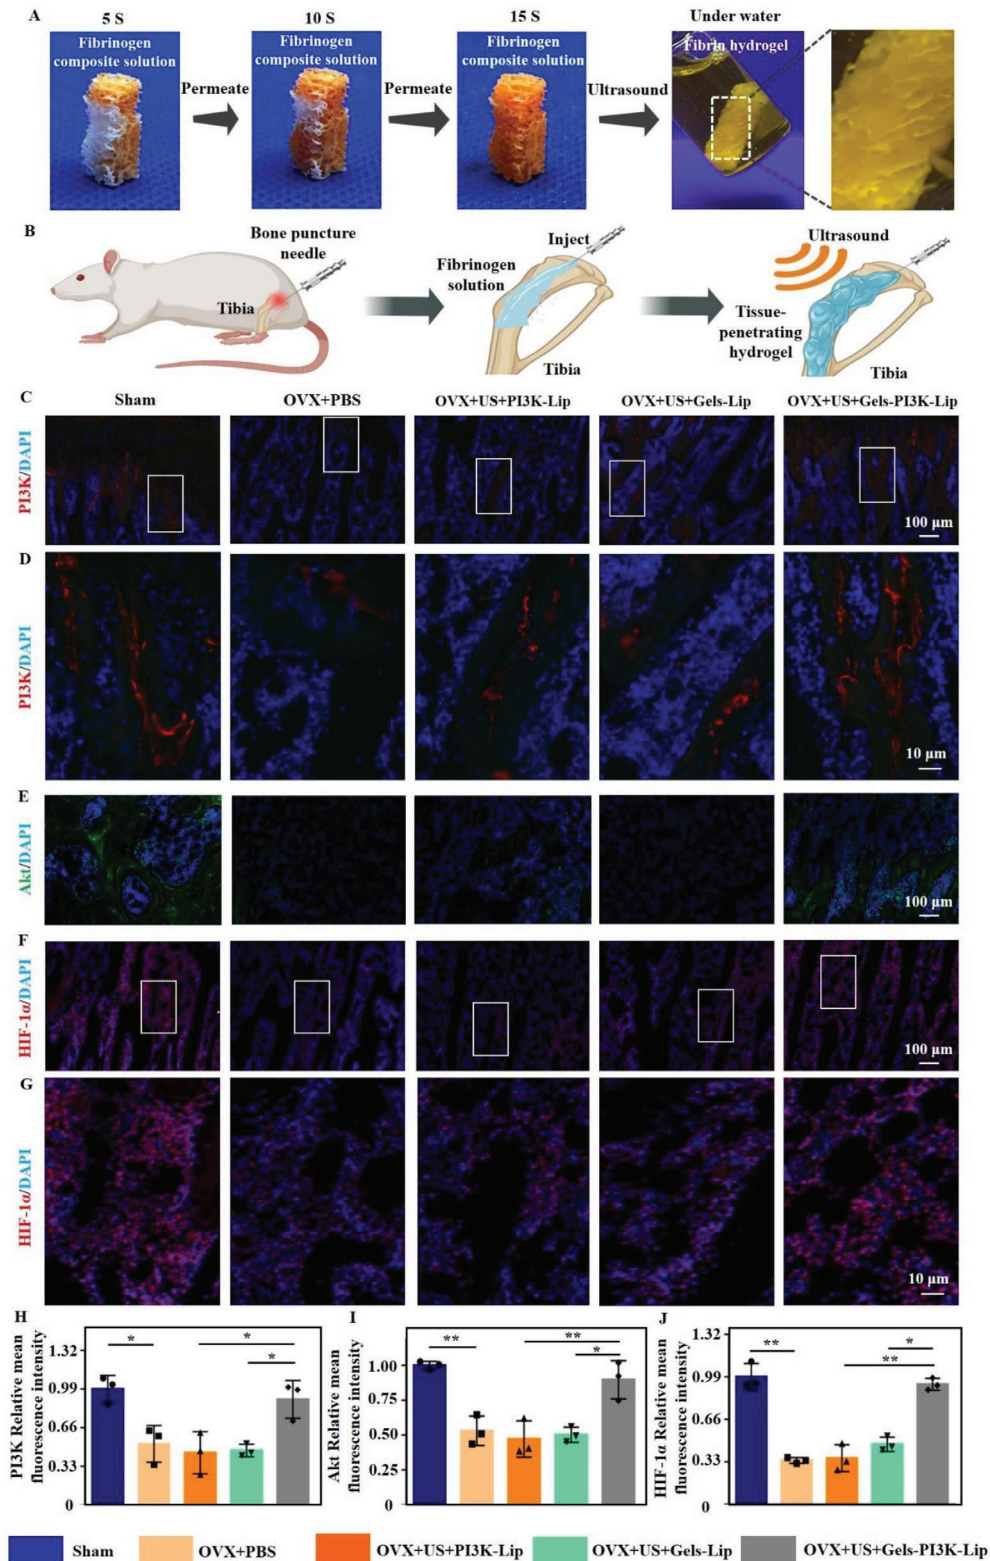 A
5 S
10 S
15 S
Under water
Fibrinogen
composite solution
Permeate
Fibrinogen
composite solution
Permeate
Fibrinogen
composite solution
Ultrasound
Fibrin hydrogel
B
Bone puncture
needle
Tibia
Inject
Fibrinogen
solution
Tibia
Ultrasound
Tissue-
penetrating
hydrogel
Tibia
C
Sham
OVX+PBS
OVX+US+PI3K-Lip
OVX+US+Gels-Lip
OVX+US+Gels-PI3K-Lip
PI3K/DAPI
100 µm
D
PI3K/DAPI
10 µm
E
Akt/DAPI
100 µm
F
HIF-1α/DAPI
100 µm
G
HIF-1α/DAPI
10 µm
H
PI3K Relative mean
fluorescence intensity
1.32
0.99
0.66
0.33
0
*
*
*
I
Akt Relative mean
fluorescence intensity
1.00
0.75
0.50
0.25
0
**
**
*
J
HIF-1α Relative mean
fluorescence intensity
1.32
0.99
0.66
0.33
0
**
*
**
Sham
OVX+PBS
OVX+US+PI3K-Lip
OVX+US+Gels-Lip
OVX+US+Gels-PI3K-Lip